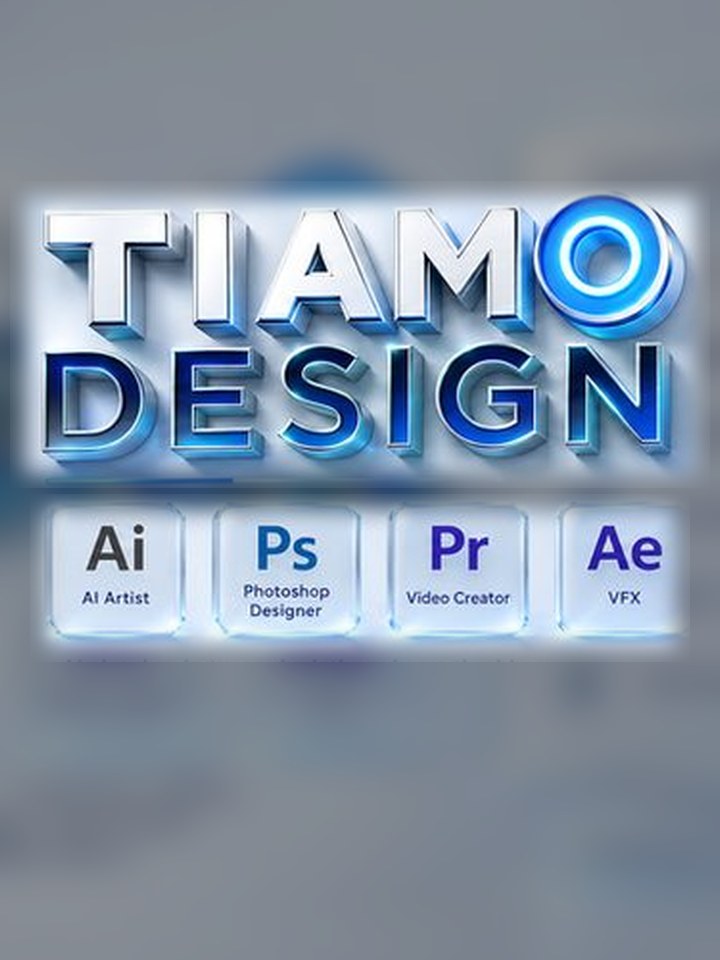 TIAMO
DESIGN
Ai
AI Artist
Ps
Photoshop
Designer
Pr
Video Creator
Ae
VFX